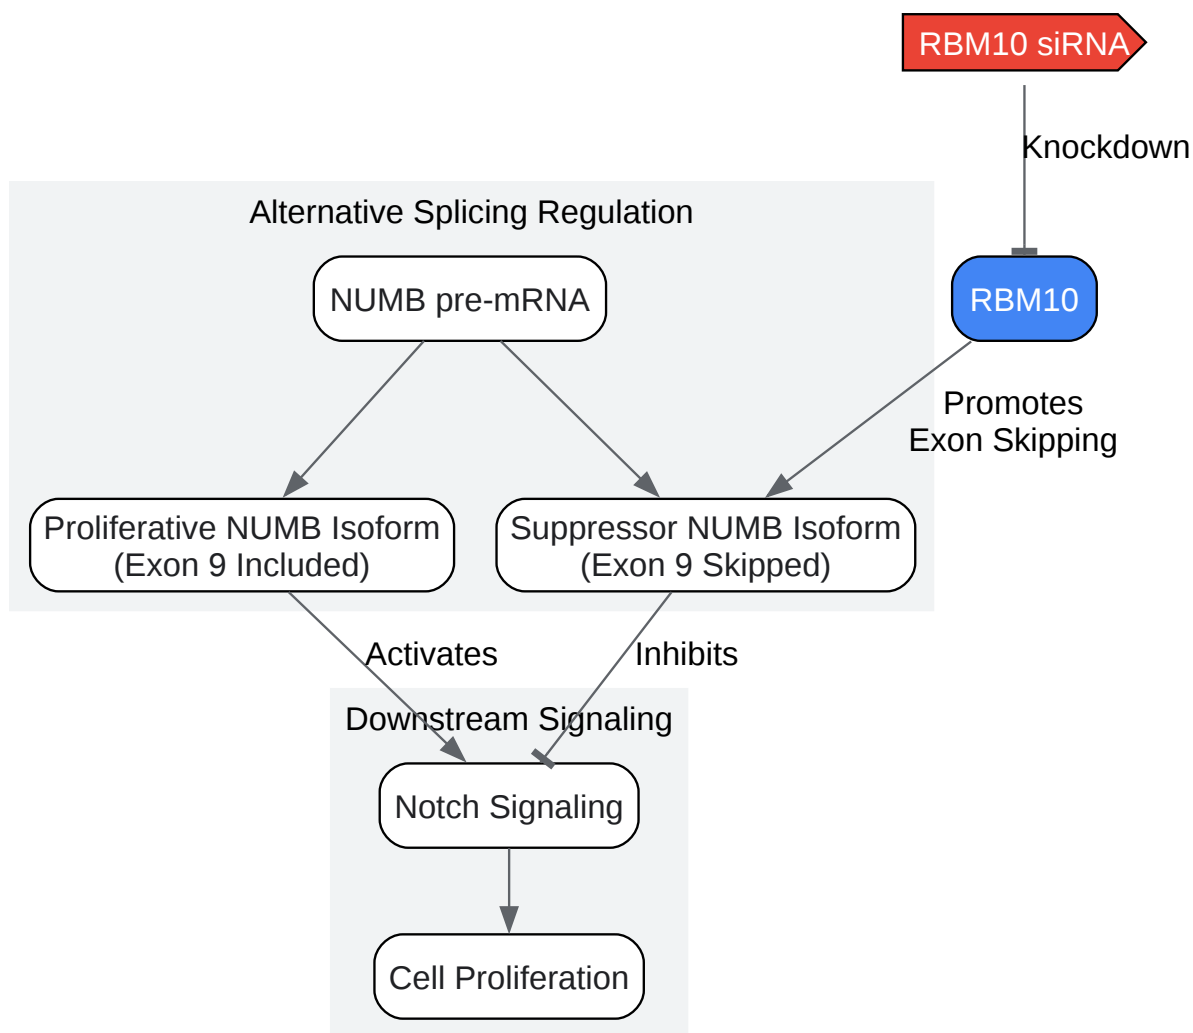 RBM10 siRNA
Knockdown
Alternative Splicing Regulation
NUMB pre-mRNA
RBM10
Promotes
Exon Skipping
Proliferative NUMB Isoform
(Exon 9 Included)
Suppressor NUMB Isoform
(Exon 9 Skipped)
Activates
Inhibits
Downstream Signaling
Notch Signaling
Cell Proliferation